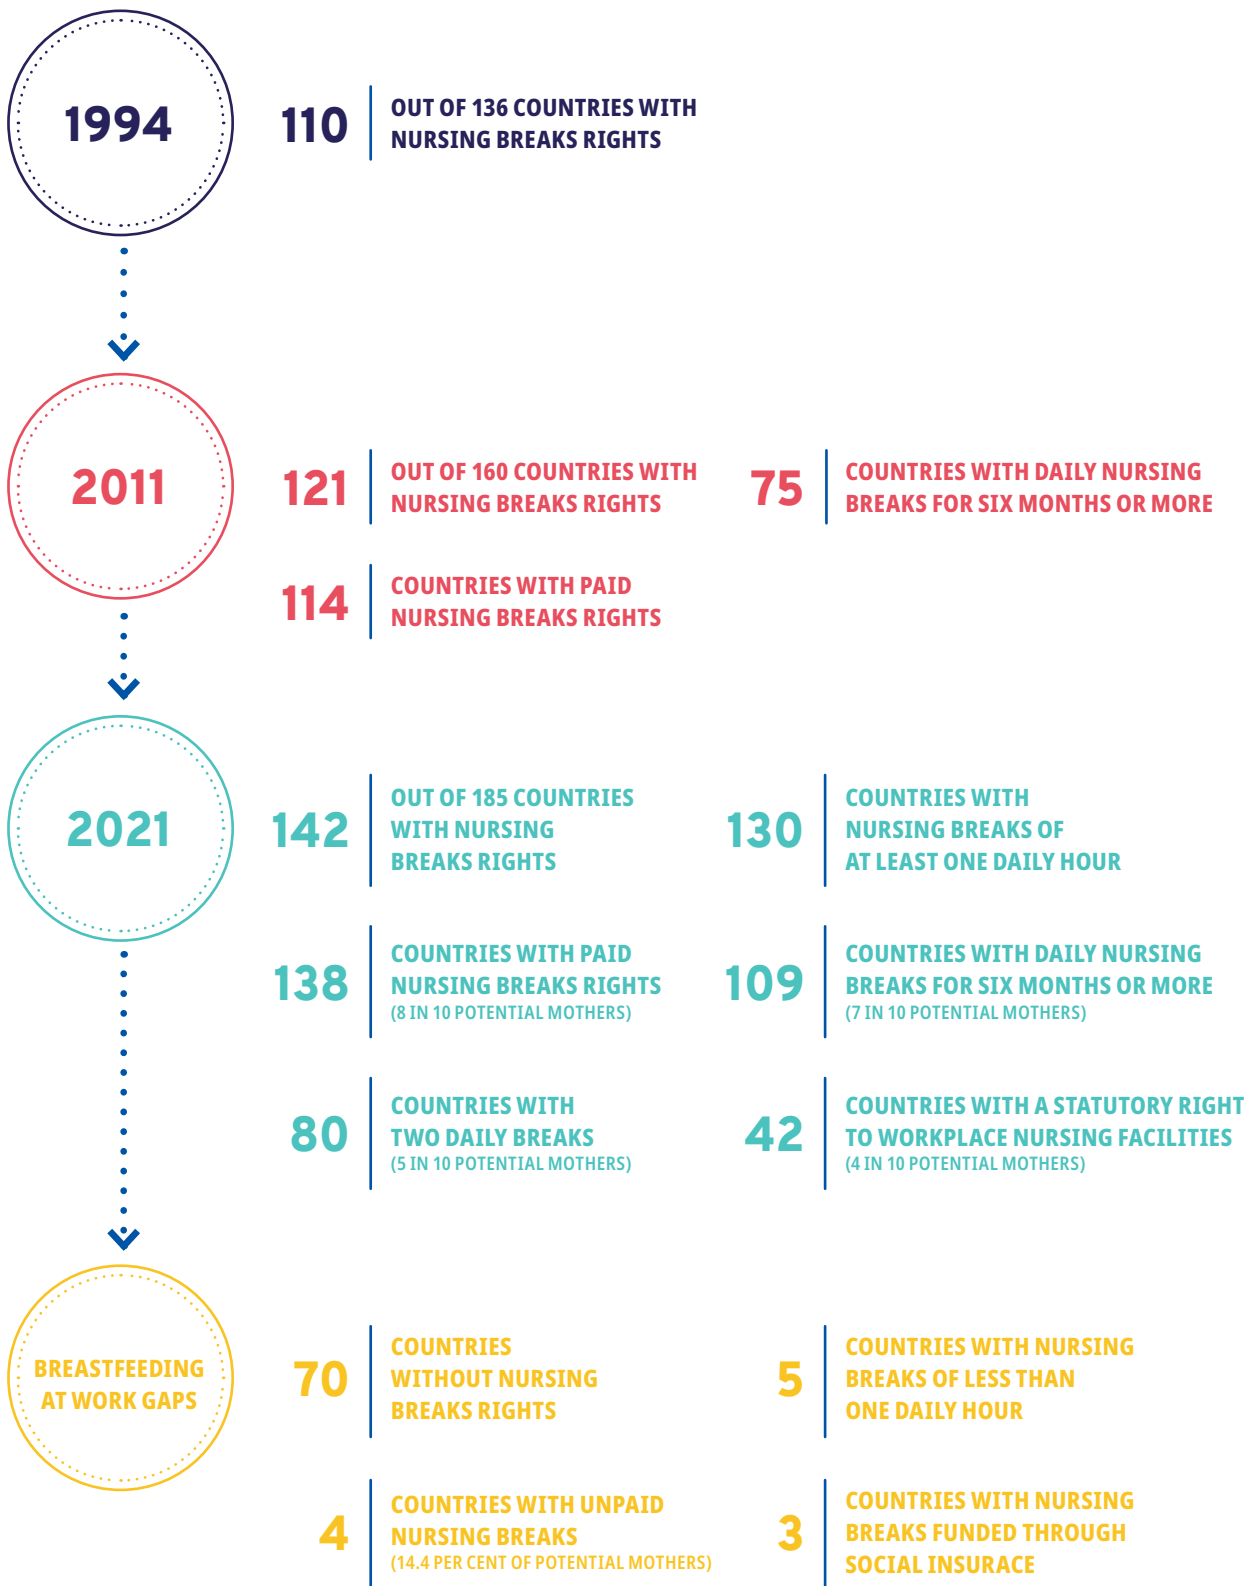 1994
110
OUT OF 136 COUNTRIES WITH
NURSING BREAKS RIGHTS
2011
121
OUT OF 160 COUNTRIES WITH
NURSING BREAKS RIGHTS
75
COUNTRIES WITH DAILY NURSING
BREAKS FOR SIX MONTHS OR MORE
114
COUNTRIES WITH PAID
NURSING BREAKS RIGHTS
2021
142
OUT OF 185 COUNTRIES
WITH NURSING
BREAKS RIGHTS
130
COUNTRIES WITH
NURSING BREAKS OF
AT LEAST ONE DAILY HOUR
138
COUNTRIES WITH PAID
NURSING BREAKS RIGHTS
(8 IN 10 POTENTIAL MOTHERS)
109
COUNTRIES WITH DAILY NURSING
BREAKS FOR SIX MONTHS OR MORE
(7 IN 10 POTENTIAL MOTHERS)
80
COUNTRIES WITH
TWO DAILY BREAKS
(5 IN 10 POTENTIAL MOTHERS)
42
COUNTRIES WITH A STATUTORY RIGHT
TO WORKPLACE NURSING FACILITIES
(4 IN 10 POTENTIAL MOTHERS)
BREASTFEEDING
AT WORK GAPS
70
COUNTRIES
WITHOUT NURSING
BREAKS RIGHTS
5
COUNTRIES WITH NURSING
BREAKS OF LESS THAN
ONE DAILY HOUR
4
COUNTRIES WITH UNPAID
NURSING BREAKS
(14.4 PER CENT OF POTENTIAL MOTHERS)
3
COUNTRIES WITH NURSING
BREAKS FUNDED THROUGH
SOCIAL INSURACE